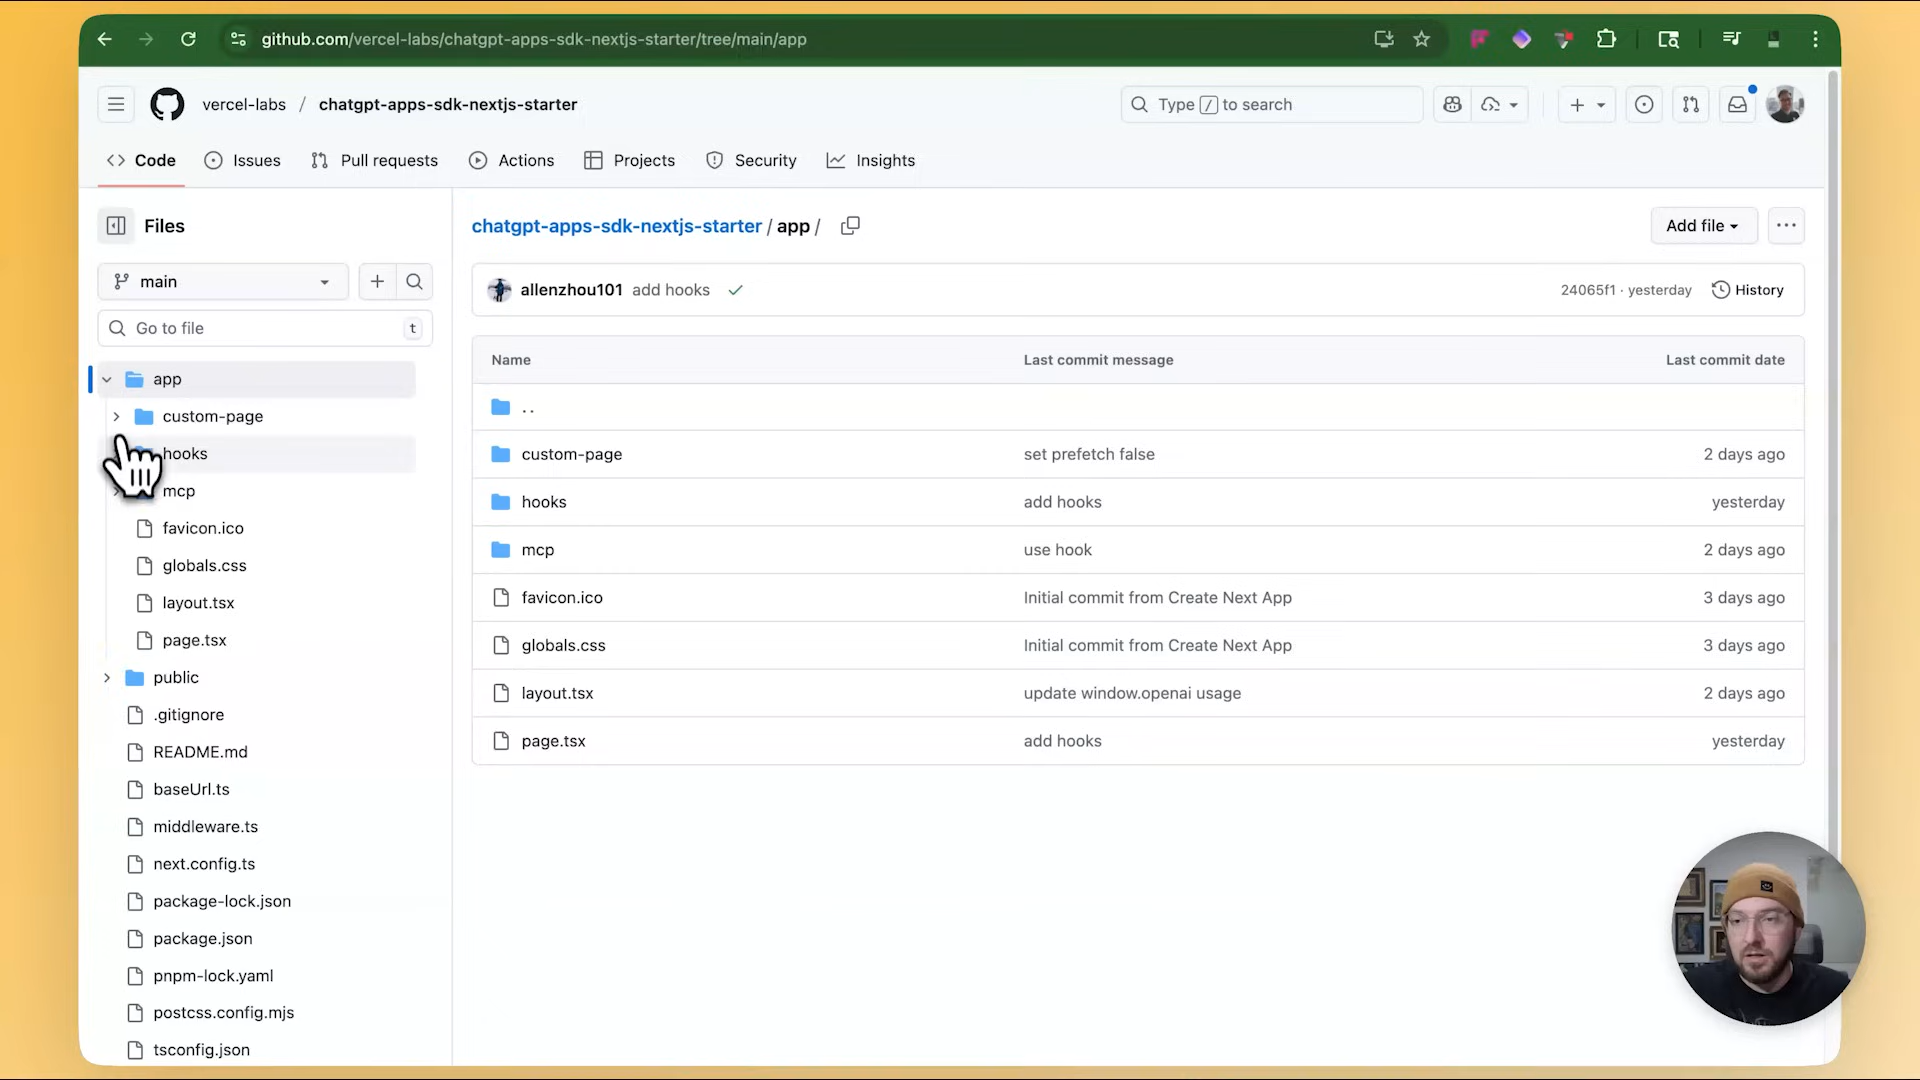 github.com/vercel-labs/chatgpt-apps-sdk-nextjs-starter/tree/main/app
vercel-labs / chatgpt-apps-sdk-nextjs-starter
Type / to search
Code Issues Pull requests Actions Projects Security Insights
Files
main
Go to file t
app
custom-page
hooks
mcp
favicon.ico
globals.css
layout.tsx
page.tsx
public
.gitignore
README.md
baseUrl.ts
middleware.ts
next.config.ts
package-lock.json
package.json
pnpm-lock.yaml
postcss.config.mjs
tsconfig.json
chatgpt-apps-sdk-nextjs-starter / app /
Add file
allenzhou101 add hooks 24065f1 · yesterday History
Name Last commit message Last commit date
..
custom-page set prefetch false 2 days ago
hooks add hooks yesterday
mcp use hook 2 days ago
favicon.ico Initial commit from Create Next App 3 days ago
globals.css Initial commit from Create Next App 3 days ago
layout.tsx update window.openai usage 2 days ago
page.tsx add hooks yesterday